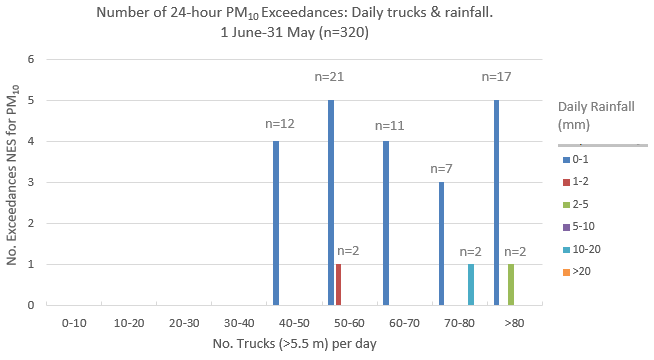 Number of 24-hour PM₁₀ Exceedances: Daily trucks & rainfall.
1 June-31 May (n=320)
No. Exceedances NES for PM₁₀
6
5
4
3
2
1
0
n=12
n=21
n=11
n=7
n=17
n=2
n=2
n=2
0-10
10-20
20-30
30-40
40-50
50-60
60-70
70-80
>80
No. Trucks (>5.5 m) per day
Daily Rainfall
(mm)
0-1
1-2
2-5
5-10
10-20
>20